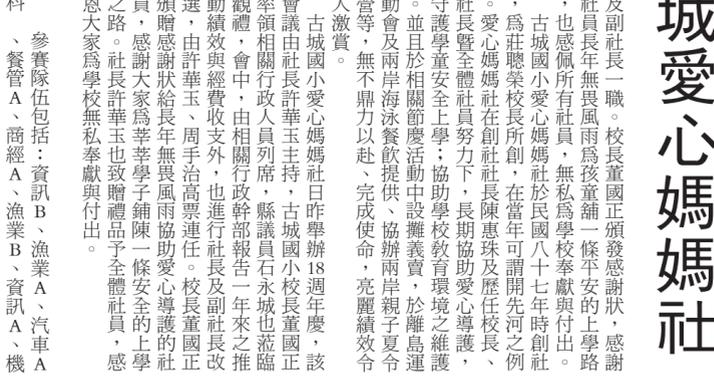 城愛心媽媽社
及副社長一職。校長董國正頒發感謝狀，感謝
社員長年無畏風雨爲孩童舖一條平安的上學路
，也感佩所有社員，無私爲學校奉獻與付出。
古城國小愛心媽媽社於民國八十七年時創社
，爲莊聰榮校長所創，在當年可謂開先河之例
。愛心媽媽社在創社社長陳惠珠及歷任校長、
社長暨全體社員努力下，長期協助愛心導護，
守護學童安全上學；協助學校敎育環境之維護
。並且於相關節慶活動中設攤義賣，於離島運
動會及兩岸海泳餐飲提供、協辦兩岸親子夏令
營等，無不鼎力以赴、完成使命，亮麗績效令
人激賞。
古城國小愛心媽媽社日昨舉辦18週年慶，該
會議由社長許華玉主持，古城國小校長董國正
率領相關行政人員列席，縣議員石永城也蒞臨
觀禮，會中，由相關行政幹部報告一年來之推
動績效與經費收支外，也進行社長及副社長改
選，由許華玉、周手治高票連任。校長董國正
頒贈感謝狀給長年無畏風雨協助愛心導護的社
員，感謝大家爲莘莘學子鋪陳一條安全的上學
之路。社長許華玉也致贈禮品予全體社員，感
恩大家爲學校無私奉獻與付出。
參賽隊伍包括：資訊B、漁業A、汽車A
、餐管A、商經A、漁業B、資訊A、機
科